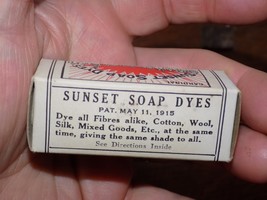 SUNSET SOAP DYES
PAT. MAY 11, 1915
Dye all Fibres alike, Cotton, Wool,
Silk, Mixed Goods, Etc., at the same
time, giving the same shade to all.
See Directions Inside